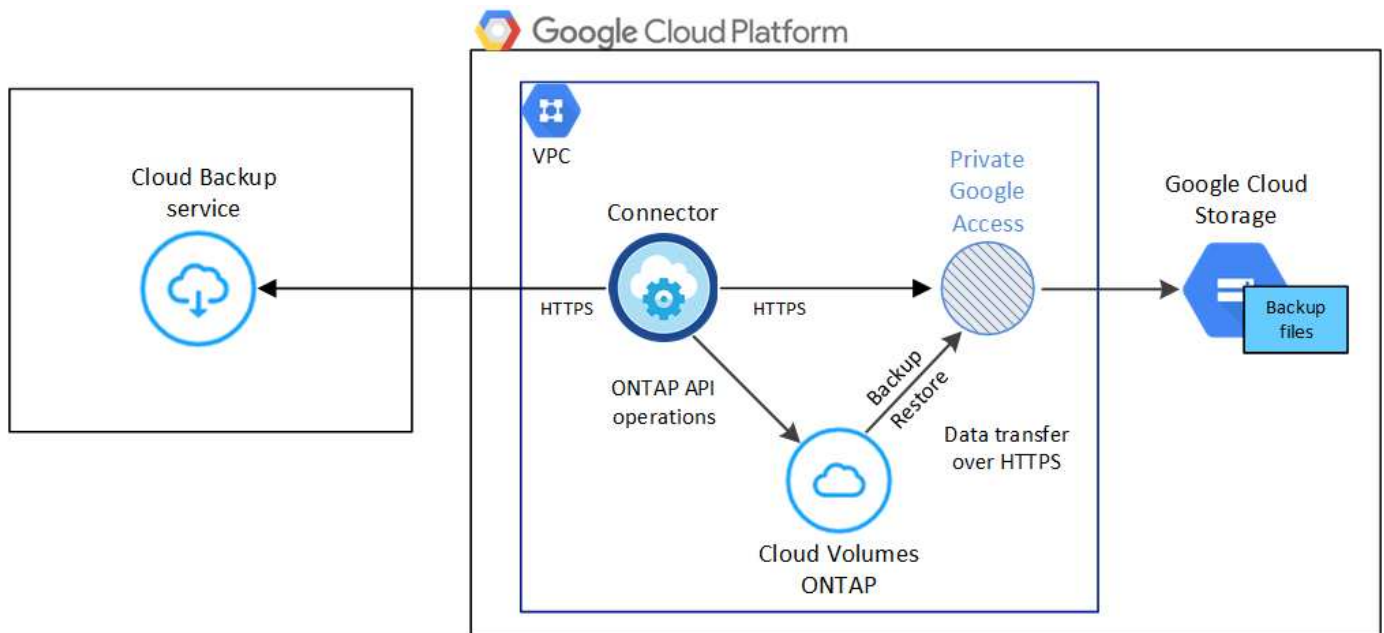 Google Cloud Platform
VPC
Cloud Backup
service
Connector
Private
Google
Access
Google Cloud
Storage
Backup
files
HTTPS
HTTPS
ONTAP API
operations
Backup
Restore
Data transfer
over HTTPS
Cloud Volumes
ONTAP